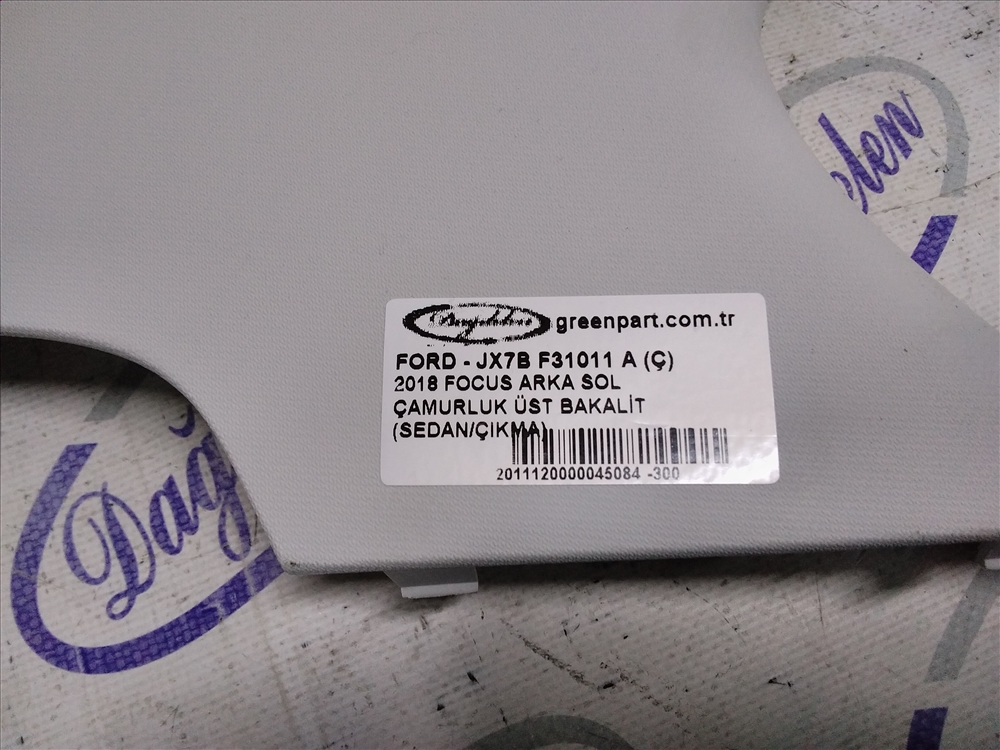 greenpart.com.tr
FORD - JX7B F31011 A (Ç)
2018 FOCUS ARKA SOL
ÇAMURLUK ÜST BAKALİT
(SEDAN/ÇIKMA)
2011120000045084 -300